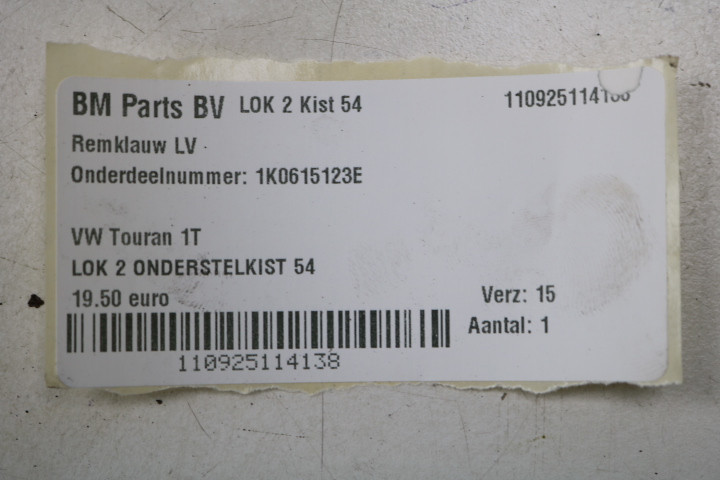 BM Parts BV LOK 2 Kist 54 110925114138
Remklauw LV
Onderdeelnummer: 1K0615123E
VW Touran 1T
LOK 2 ONDERSTELKIST 54
19.50 euro Verz: 15
Aantal: 1
110925114138